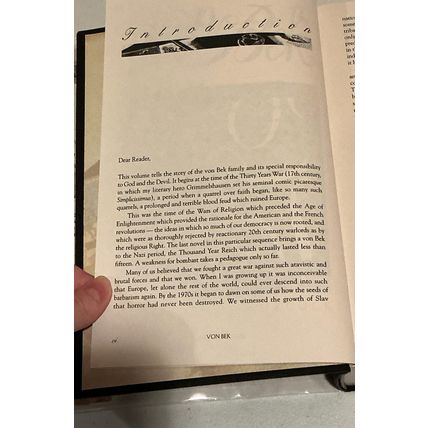 Introduction
Dear Reader,
This volume tells the story of the von Bek family and its special responsibility
to God and the Devil. It begins at the time of the Thirty Years War (17th century,
in which my literary hero Grimmelshausen set his seminal comic picaresque
Simplicissimus), a period when a quarrel over faith began, like so many such
quarrels, a prolonged and terrible blood feud which ruined Europe.
This was the time of the Wars of Religion which preceded the Age of
Enlightenment which provided the rationale for the American and the French
revolutions — the ideas in which so much of our democracy is now rooted, and
which were as thoroughly rejected by reactionary 20th century warlords as by
the religious Right. The last novel in this particular sequence brings a von Bek
to the Nazi period, the Thousand Year Reich which actually lasted less than
fifteen. A weakness for bombast takes a pedagogue only so far.
Many of us believed that we fought a great war against such atavistic and
brutal forces and that we won. When I was growing up it was inconceivable
that Europe, let alone the rest of the world, could ever descend into such
barbarism again. By the 1970s it began to dawn on some of us how the seeds of
that horror had never been destroyed. We witnessed the growth of Slav
VON BEK